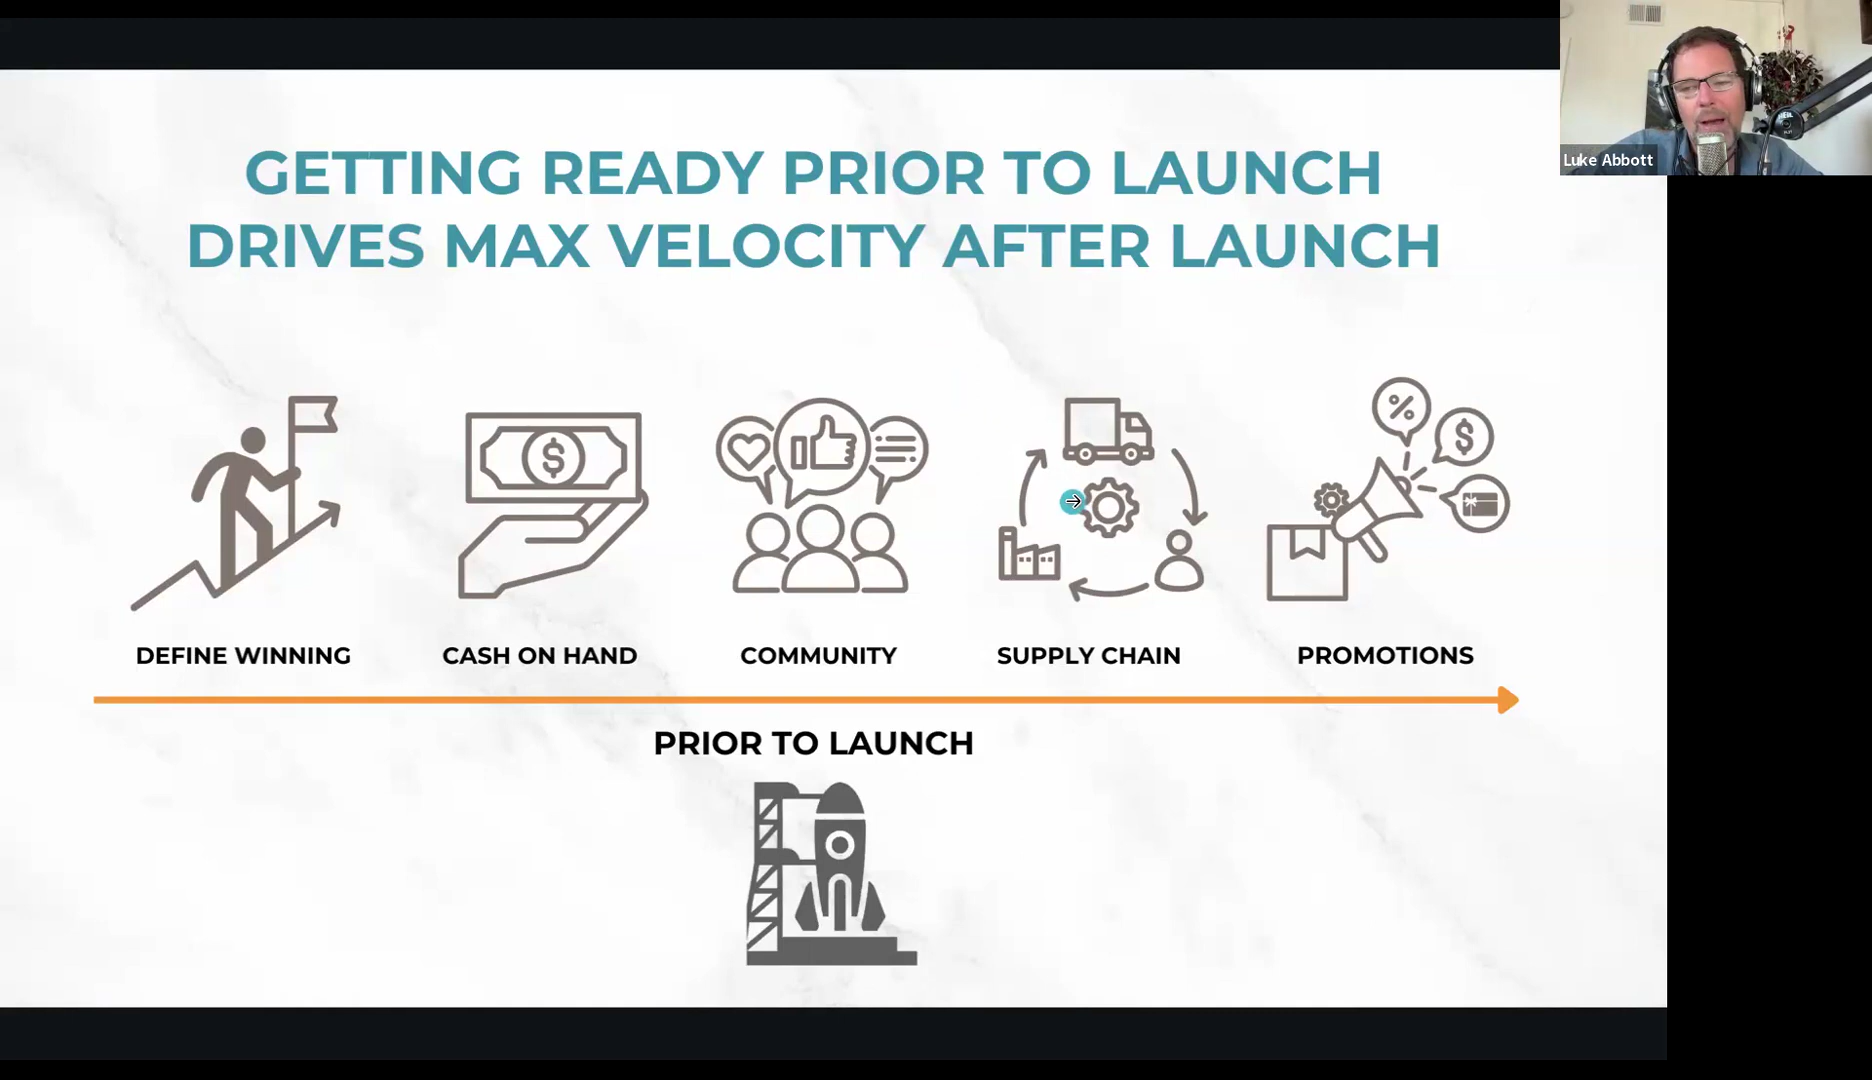 GETTING READY PRIOR TO LAUNCH
DRIVES MAX VELOCITY AFTER LAUNCH
Luke Abbott
%
$
$
DEFINE WINNING
CASH ON HAND
COMMUNITY
SUPPLY CHAIN
PROMOTIONS
PRIOR TO LAUNCH